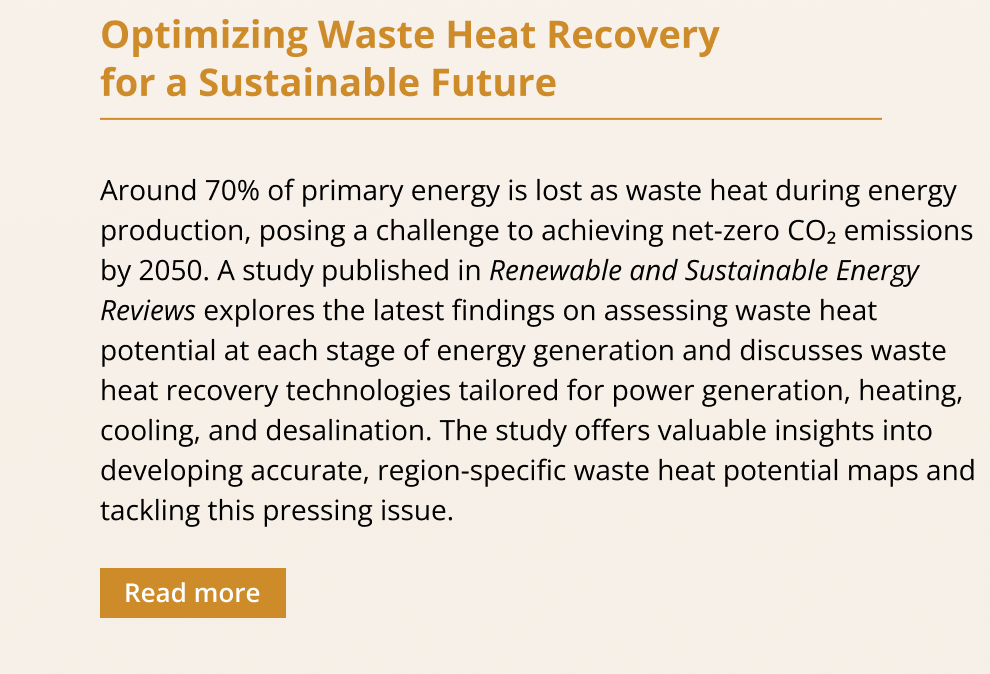 Optimizing Waste Heat Recovery
for a Sustainable Future
Around 70% of primary energy is lost as waste heat during energy
production, posing a challenge to achieving net-zero CO₂ emissions
by 2050. A study published in Renewable and Sustainable Energy
Reviews explores the latest findings on assessing waste heat
potential at each stage of energy generation and discusses waste
heat recovery technologies tailored for power generation, heating,
cooling, and desalination. The study offers valuable insights into
developing accurate, region-specific waste heat potential maps and
tackling this pressing issue.
Read more